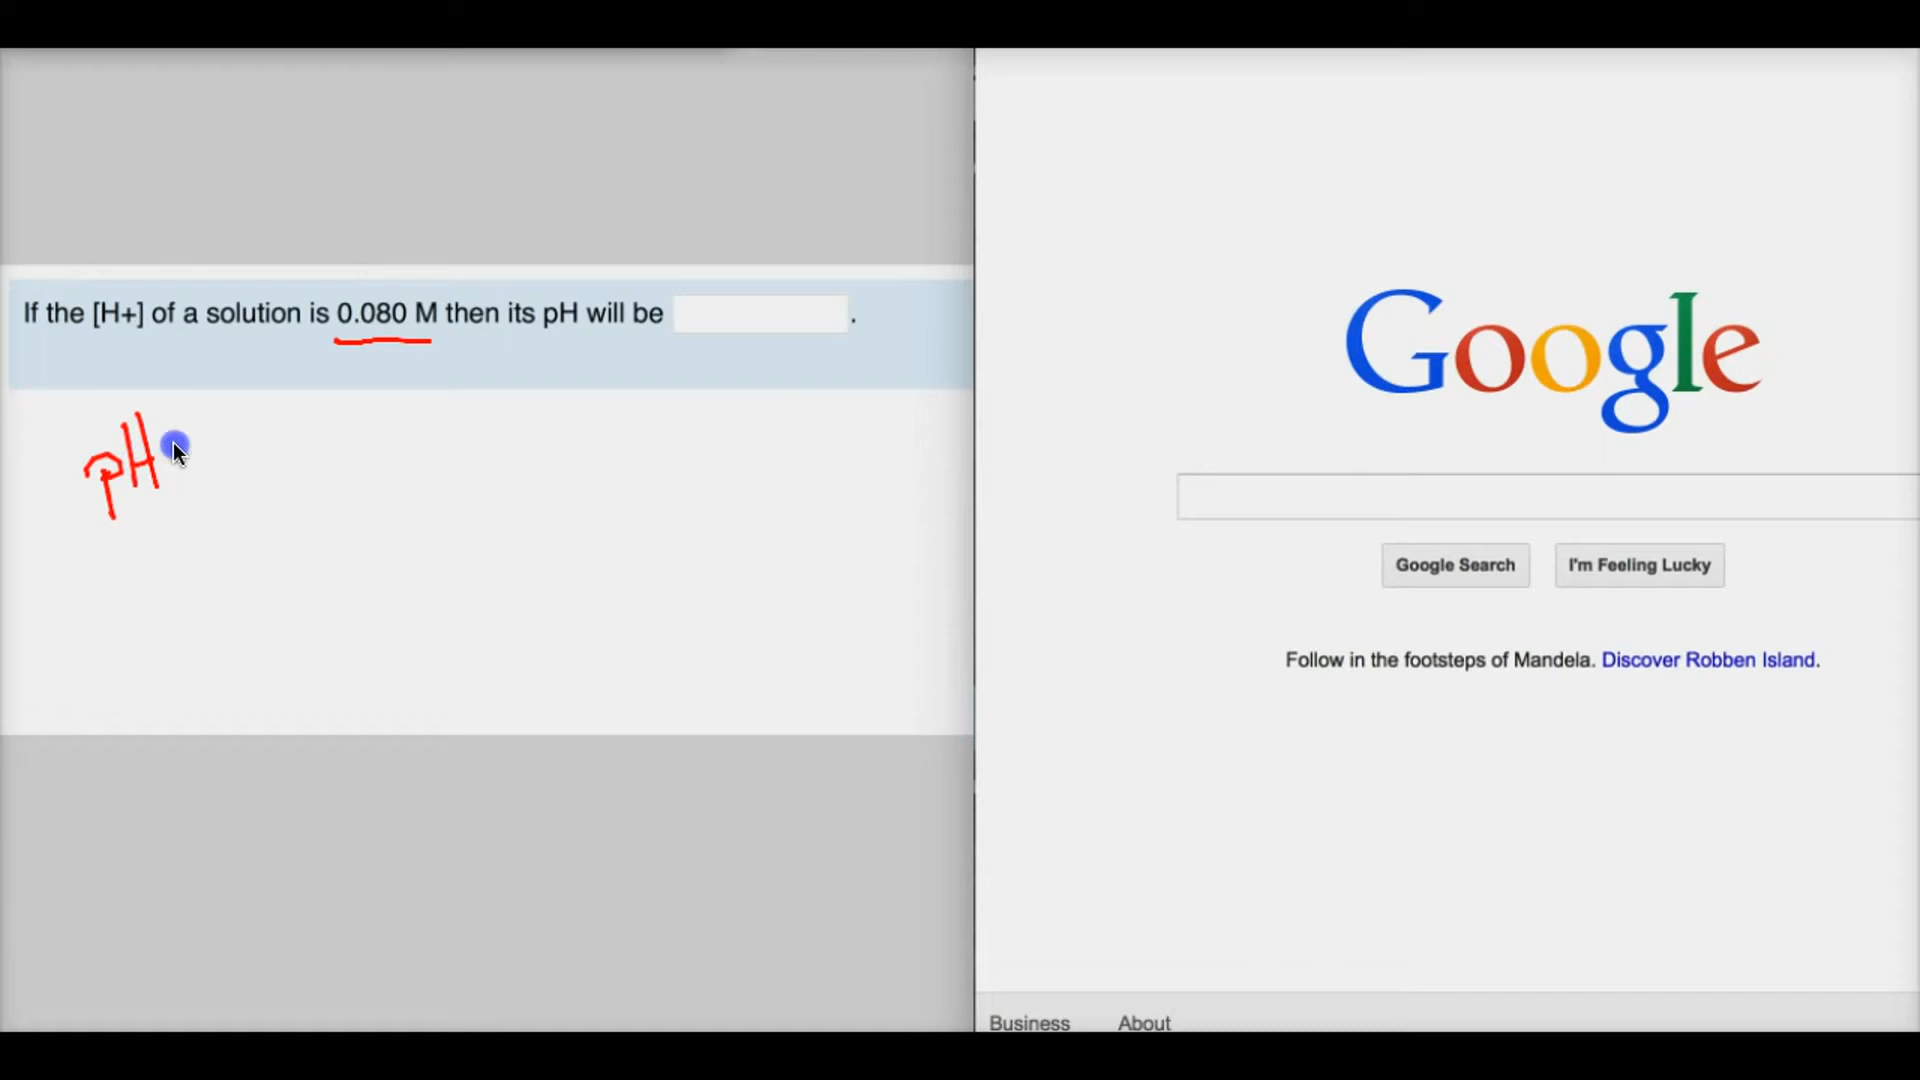 If the [H+] of a solution is 0.080 M then its pH will be .
pH
Google
Google Search
I'm Feeling Lucky
Follow in the footsteps of Mandela. Discover Robben Island.
Business
About